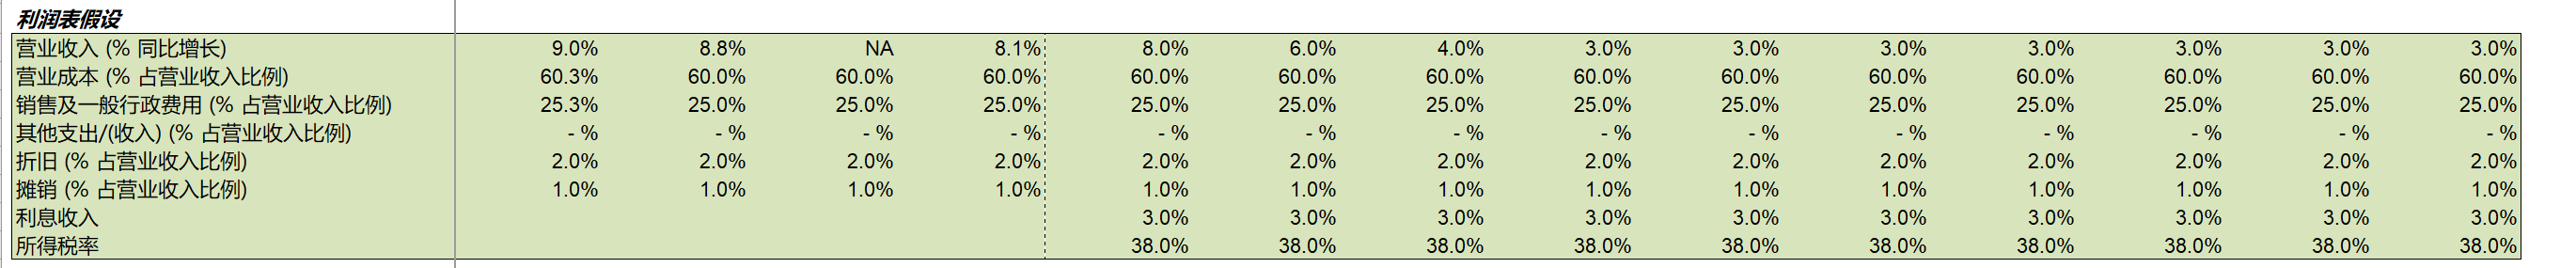 利润表假设
营业收入 (% 同比增长) 9.0% 8.8% NA 8.1% 8.0% 6.0% 4.0% 3.0% 3.0% 3.0% 3.0% 3.0% 3.0% 3.0%
营业成本 (% 占营业收入比例) 60.3% 60.0% 60.0% 60.0% 60.0% 60.0% 60.0% 60.0% 60.0% 60.0% 60.0% 60.0% 60.0% 60.0%
销售及一般行政费用 (% 占营业收入比例) 25.3% 25.0% 25.0% 25.0% 25.0% 25.0% 25.0% 25.0% 25.0% 25.0% 25.0% 25.0% 25.0% 25.0%
其他支出/(收入) (% 占营业收入比例) - % - % - % - % - % - % - % - % - % - % - % - % - % - %
折旧 (% 占营业收入比例) 2.0% 2.0% 2.0% 2.0% 2.0% 2.0% 2.0% 2.0% 2.0% 2.0% 2.0% 2.0% 2.0% 2.0%
摊销 (% 占营业收入比例) 1.0% 1.0% 1.0% 1.0% 1.0% 1.0% 1.0% 1.0% 1.0% 1.0% 1.0% 1.0% 1.0% 1.0%
利息收入 3.0% 3.0% 3.0% 3.0% 3.0% 3.0% 3.0% 3.0% 3.0% 3.0%
所得税率 38.0% 38.0% 38.0% 38.0% 38.0% 38.0% 38.0% 38.0% 38.0% 38.0%